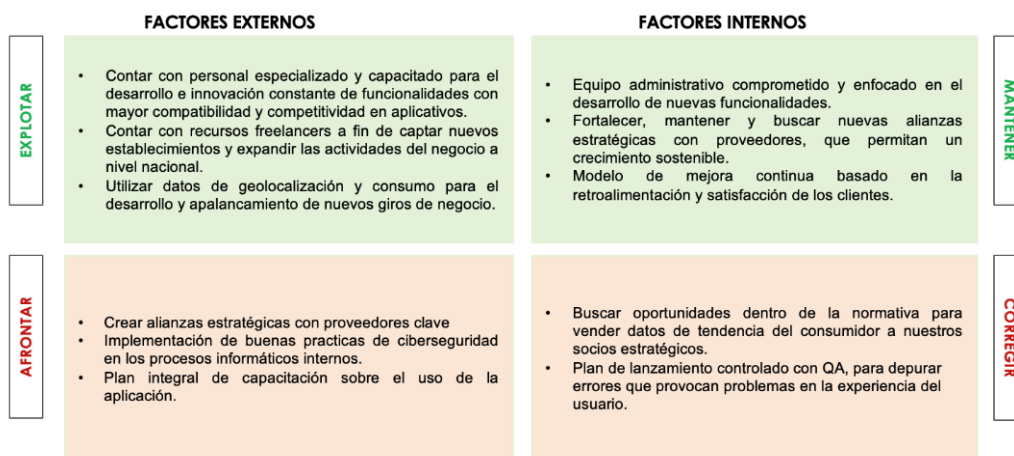 FACTORES EXTERNOS
FACTORES INTERNOS
EXPLOTAR
• Contar con personal especializado y capacitado para el
desarrollo e innovación constante de funcionalidades con
mayor compatibilidad y competitividad en aplicativos.
• Contar con recursos freelancers a fin de captar nuevos
establecimientos y expandir las actividades del negocio a
nivel nacional.
• Utilizar datos de geolocalización y consumo para el
desarrollo y apalancamiento de nuevos giros de negocio.
• Equipo administrativo comprometido y enfocado en el
desarrollo de nuevas funcionalidades.
• Fortalecer, mantener y buscar nuevas alianzas
estratégicas con proveedores, que permitan un
crecimiento sostenible.
• Modelo de mejora continua basado en la
retroalimentación y satisfacción de los clientes.
MANTENER
AFRONTAR
• Crear alianzas estratégicas con proveedores clave
• Implementación de buenas practicas de ciberseguridad
en los procesos informáticos internos.
• Plan integral de capacitación sobre el uso de la
aplicación.
• Buscar oportunidades dentro de la normativa para
vender datos de tendencia del consumidor a nuestros
socios estratégicos.
• Plan de lanzamiento controlado con QA, para depurar
errores que provocan problemas en la experiencia del
usuario.
CORREGIR